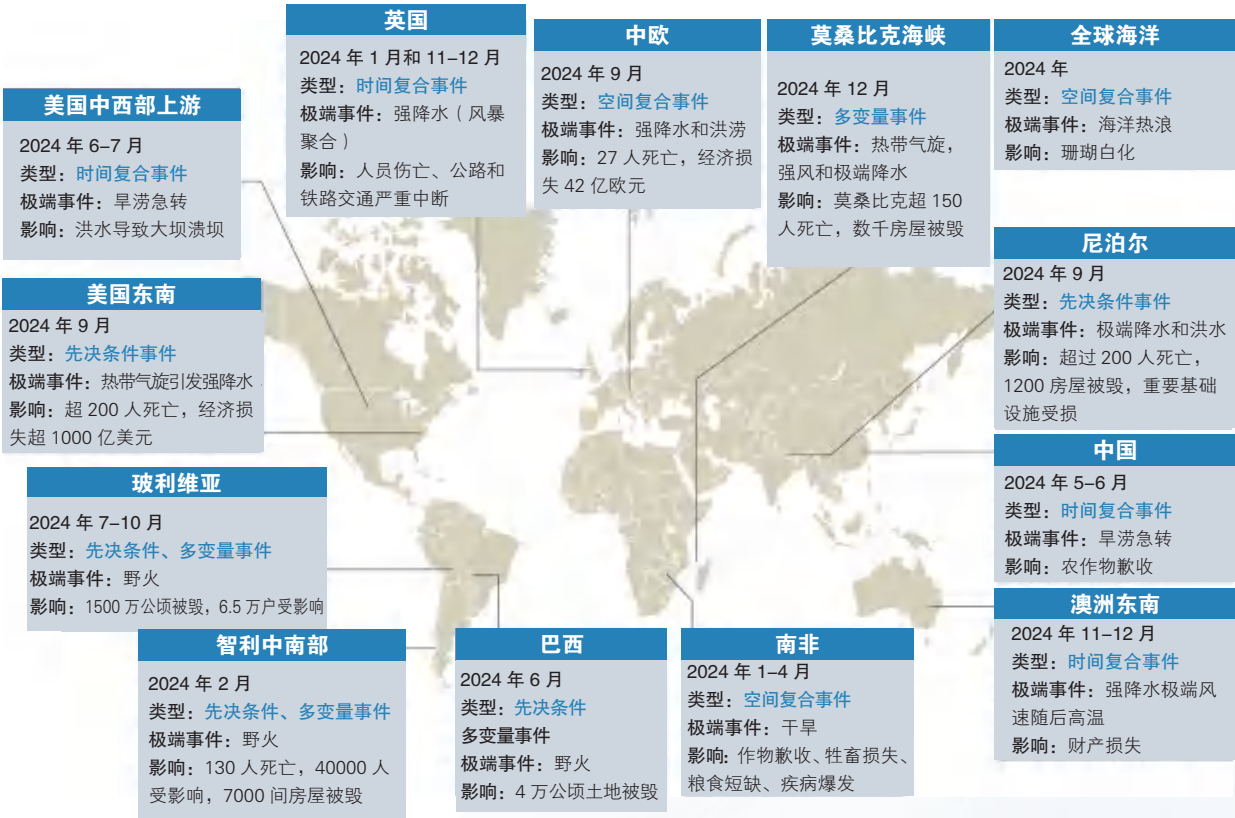 英国
2024 年 1 月和 11–12 月
类型：时间复合事件
极端事件：强降水（风暴
聚合）
影响：人员伤亡、公路和
铁路交通严重中断
中欧
2024 年 9 月
类型：空间复合事件
极端事件：强降水和洪涝
影响：27 人死亡，经济损
失 42 亿欧元
莫桑比克海峡
2024 年 12 月
类型：多变量事件
极端事件：热带气旋，
强风和极端降水
影响：莫桑比克超 150
人死亡，数千房屋被毁
全球海洋
2024 年
类型：空间复合事件
极端事件：海洋热浪
影响：珊瑚白化
美国中西部上游
2024 年 6–7 月
类型：时间复合事件
极端事件：旱涝急转
影响：洪水导致大坝溃坝
尼泊尔
2024 年 9 月
类型：先决条件事件
极端事件：极端降水和洪水
影响：超过 200 人死亡，
1200 房屋被毁，重要基础
设施受损
美国东南
2024 年 9 月
类型：先决条件事件
极端事件：热带气旋引发强降水
影响：超 200 人死亡，经济损
失超 1000 亿美元
中国
2024 年 5–6 月
类型：时间复合事件
极端事件：旱涝急转
影响：农作物歉收
玻利维亚
2024 年 7–10 月
类型：先决条件、多变量事件
极端事件：野火
影响：1500 万公顷被毁，6.5 万户受影响
澳洲东南
2024 年 11–12 月
类型：时间复合事件
极端事件：强降水极端风
速随后高温
影响：财产损失
智利中南部
2024 年 2 月
类型：先决条件、多变量事件
极端事件：野火
影响：130 人死亡，40000 人
受影响，7000 间房屋被毁
巴西
2024 年 6 月
类型：先决条件
多变量事件
极端事件：野火
影响：4 万公顷土地被毁
南非
2024 年 1–4 月
类型：空间复合事件
极端事件：干旱
影响：作物歉收、牲畜损失、
粮食短缺、疾病爆发